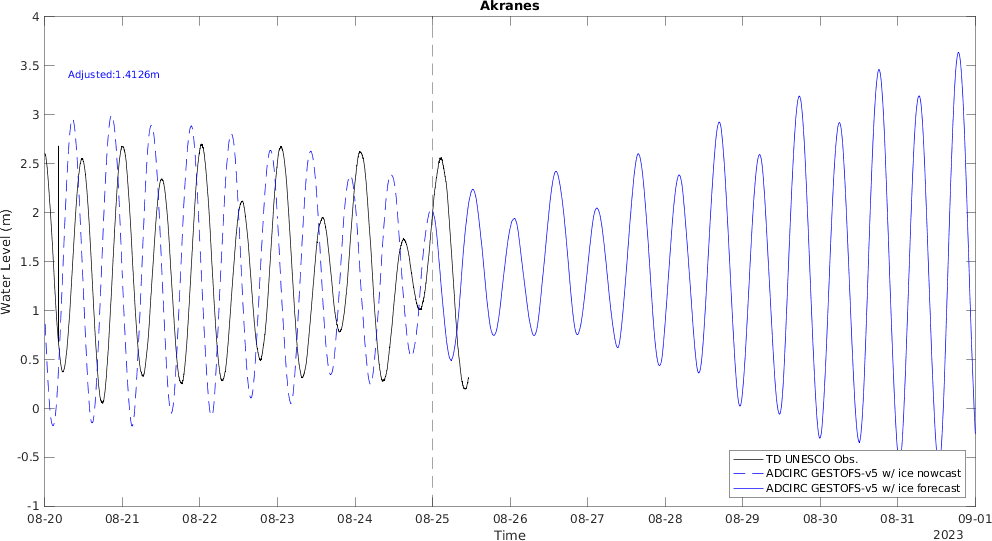 Akranes
4
3.5
3
2.5
2
1.5
1
0.5
0
-0.5
-1
Water Level (m)
Adjusted:1.4126m
TD UNESCO Obs.
ADCIRC GESTOFS-v5 w/ ice nowcast
ADCIRC GESTOFS-v5 w/ ice forecast
08-20 08-21 08-22 08-23 08-24 08-25 08-26 08-27 08-28 08-29 08-30 08-31 09-01
Time
2023